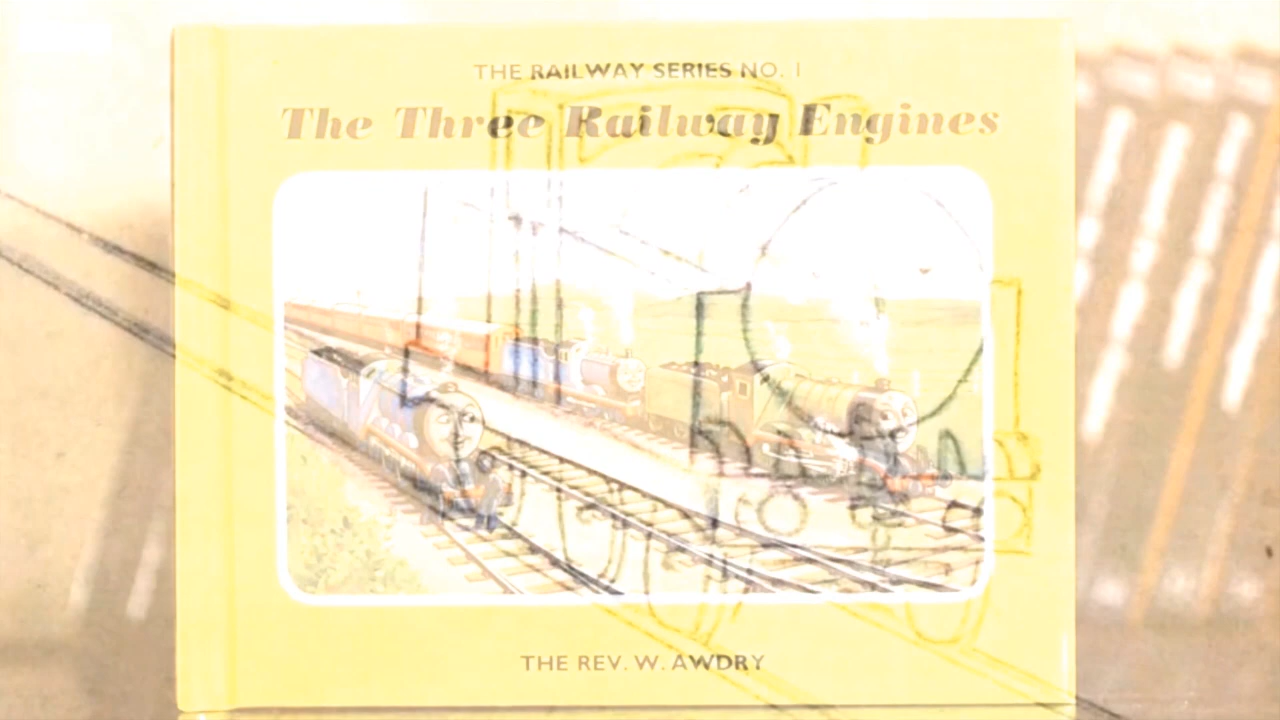 THE RAILWAY SERIES NO. 1
The Three Railway Engines
THE REV. W. AWDRY